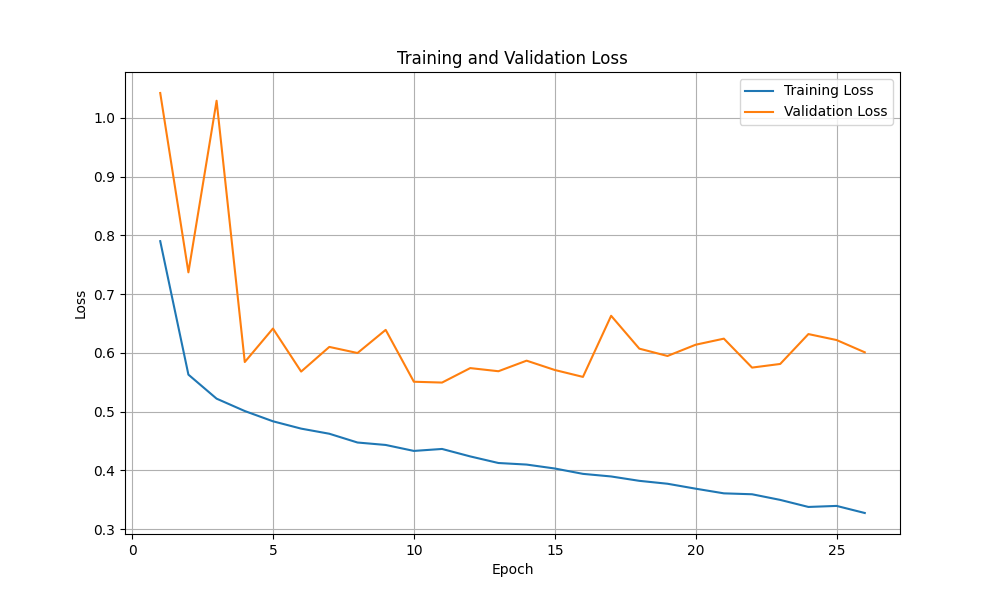 Training and Validation Loss
Training Loss
Validation Loss
1.0
0.9
0.8
0.7
0.6
0.5
0.4
0.3
Loss
0 5 10 15 20 25
Epoch